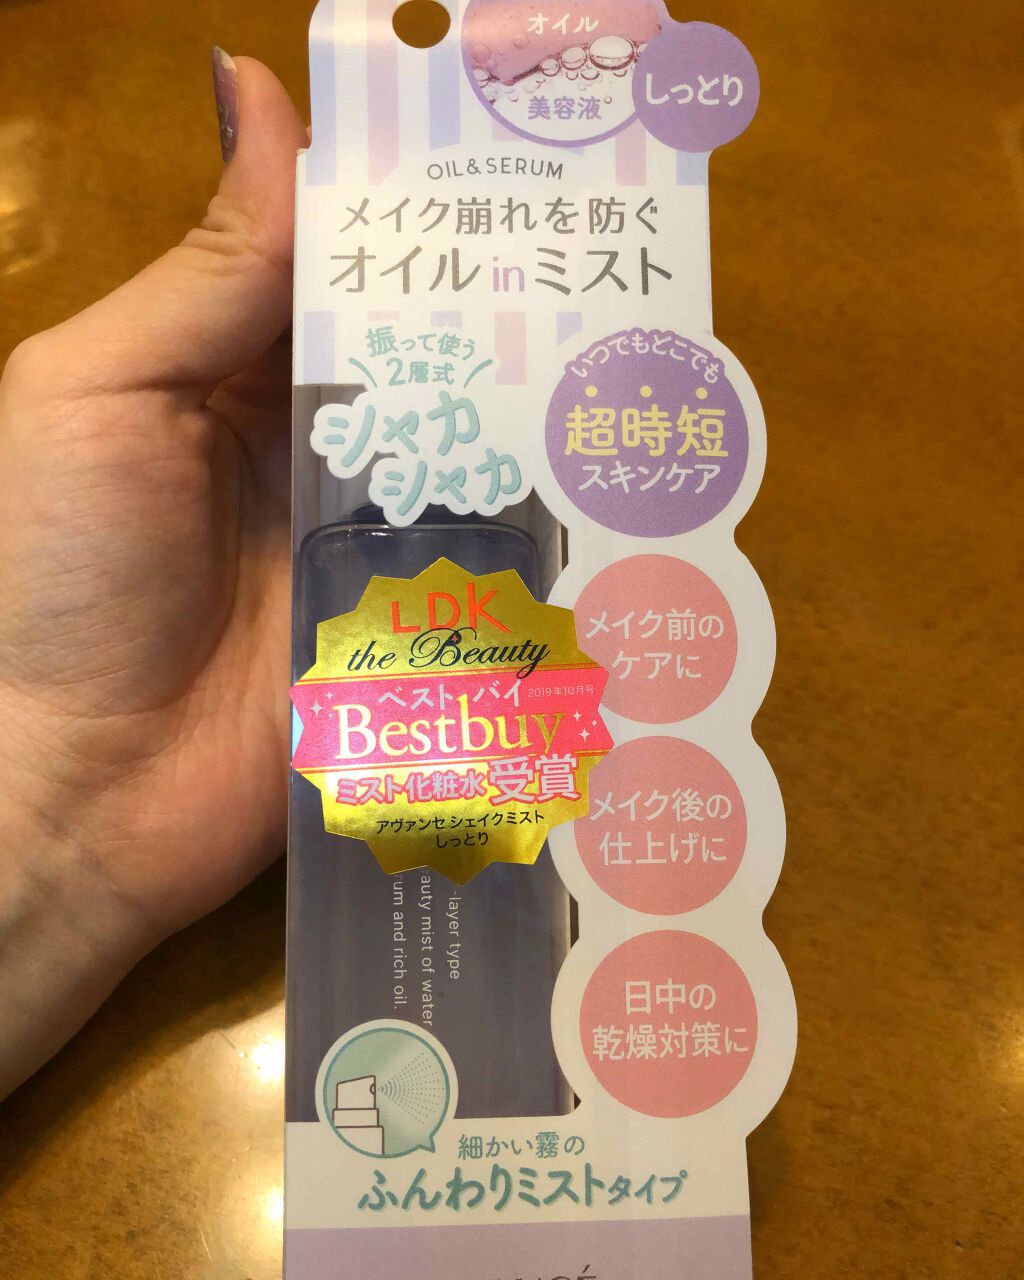 オイル
美容液
しっとり
OIL & SERUM
メイク崩れを防ぐ
オイルinミスト
振って使う
2層式
シャカ
シャカ
いつでもどこでも
超時短
スキンケア
LDK
the Beauty
ベスト・バイ 2019年10月号
Bestbuy
ミスト化粧水 受賞
アヴァンセ シェイクミスト
しっとり
メイク前の
ケアに
メイク後の
仕上げに
日中の
乾燥対策に
-layer type
eauty mist of water
rum and rich oil.
細かい霧の
ふんわりミストタイプ